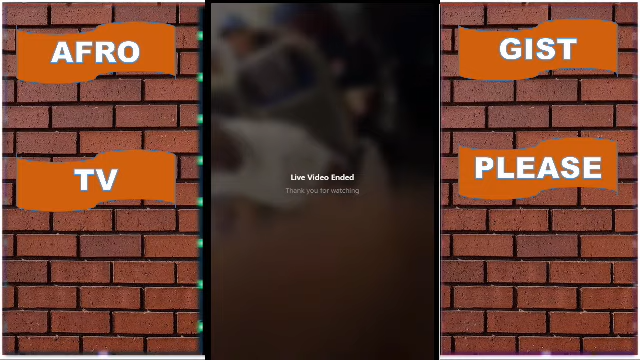 AFRO
TV
Live Video Ended
Thank you for watching
GIST
PLEASE